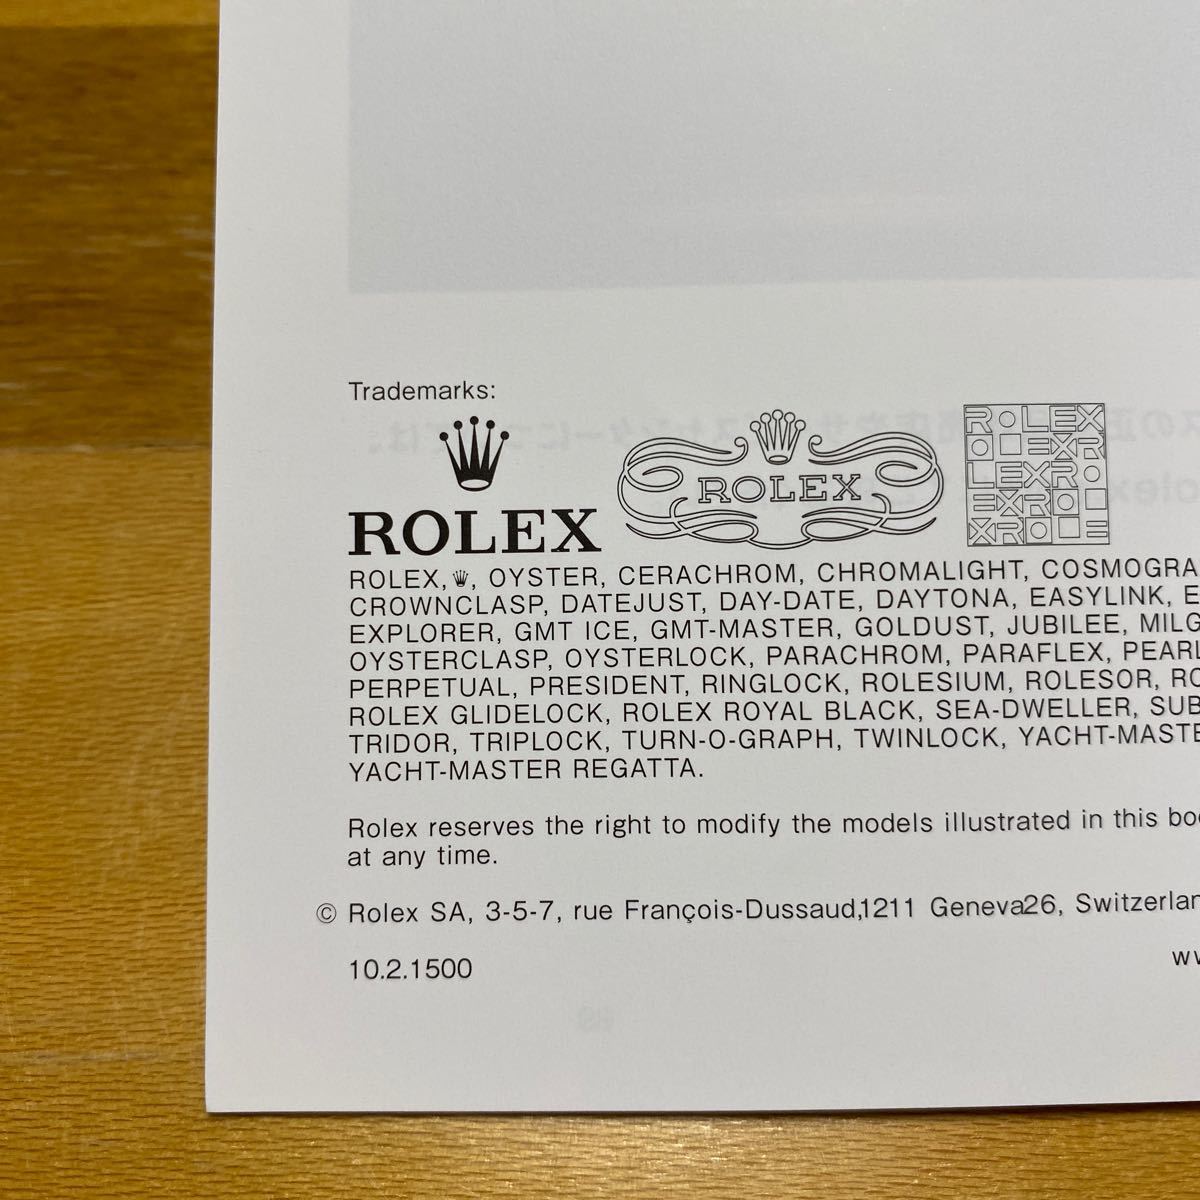 Trademarks:
ROLEX
ROLEX
ROLEX
ROLEX, , OYSTER, CERACHROM, CHROMALIGHT, COSMOGRA
CROWNCLASP, DATEJUST, DAY-DATE, DAYTONA, EASYLINK, E
EXPLORER, GMT ICE, GMT-MASTER, GOLDUST, JUBILEE, MILG
OYSTERCLASP, OYSTERLOCK, PARACHROM, PARAFLEX, PEARL
PERPETUAL, PRESIDENT, RINGLOCK, ROLESIUM, ROLESOR, RO
ROLEX GLIDELOCK, ROLEX ROYAL BLACK, SEA-DWELLER, SUB
TRIDOR, TRIPLOCK, TURN-O-GRAPH, TWINLOCK, YACHT-MASTE
YACHT-MASTER REGATTA.
Rolex reserves the right to modify the models illustrated in this boo
at any time.
© Rolex SA, 3-5-7, rue François-Dussaud,1211 Geneva26, Switzerlan
10.2.1500
ww